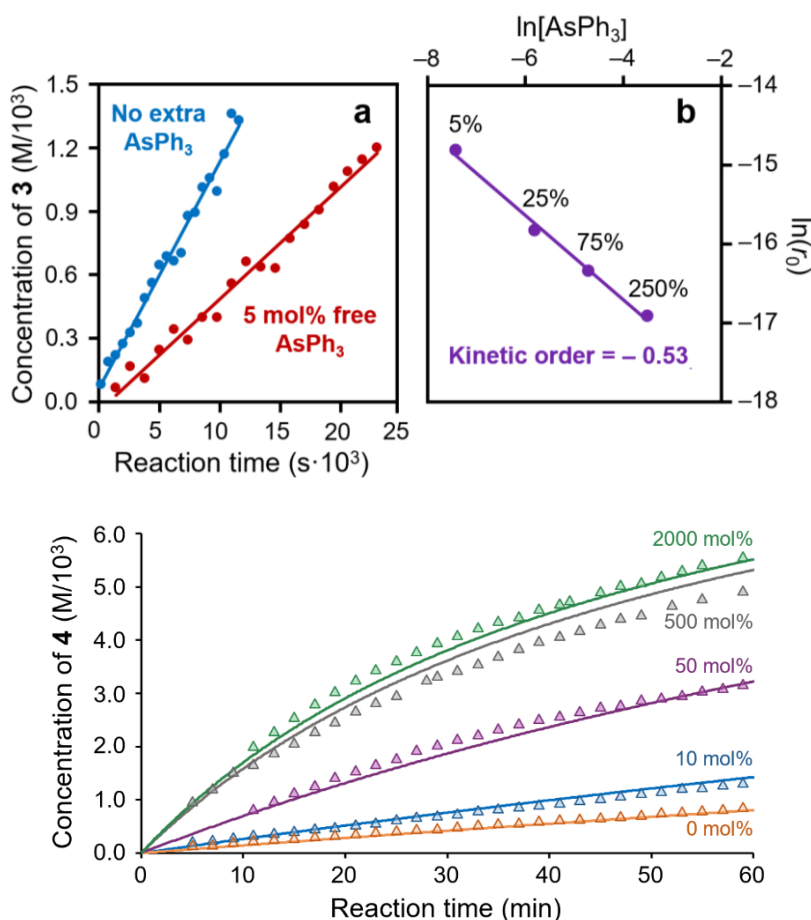 ln[AsPh₃]
−8 −6 −4 −2
1.5 1.2 0.9 0.6 0.3 0.0
Concentration of 3 (M/10³)
a
No extra
AsPh₃
5 mol% free
AsPh₃
0 5 10 15 20 25
Reaction time (s·10³)
b
5%
25%
75%
250%
Kinetic order = – 0.53
−14 −15 −16 −17 −18
ln(r₀)
6.0 5.0 4.0 3.0 2.0 1.0 0.0
Concentration of 4 (M/10³)
2000 mol%
500 mol%
50 mol%
10 mol%
0 mol%
0 10 20 30 40 50 60
Reaction time (min)